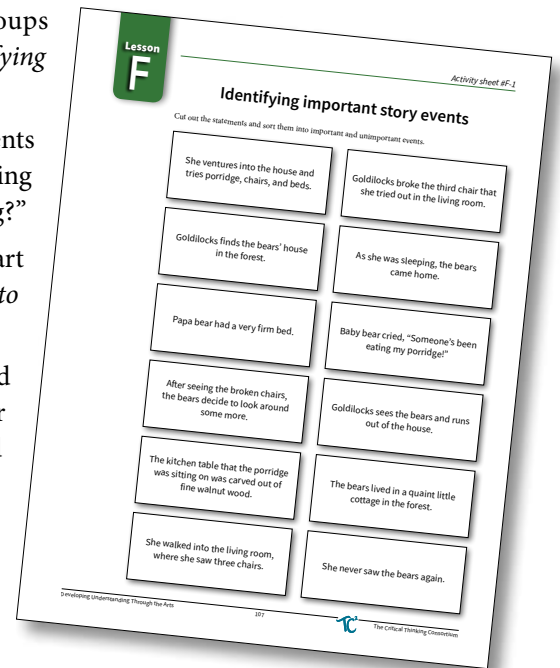 oups
fying
ents
ing
g?”
art
to
d
r
Lesson
F
Activity sheet #F-1
Identifying important story events
Cut out the statements and sort them into important and unimportant events.
She ventures into the house and
tries porridge, chairs, and beds.
Goldilocks broke the third chair that
she tried out in the living room.
Goldilocks finds the bears’ house
in the forest.
As she was sleeping, the bears
came home.
Papa bear had a very firm bed.
Baby bear cried, “Someone’s been
eating my porridge!”
After seeing the broken chairs,
the bears decide to look around
some more.
Goldilocks sees the bears and runs
out of the house.
The kitchen table that the porridge
was sitting on was carved out of
fine walnut wood.
The bears lived in a quaint little
cottage in the forest.
She walked into the living room,
where she saw three chairs.
She never saw the bears again.
Developing Understanding Through the Arts
107
TC²
The Critical Thinking Consortium